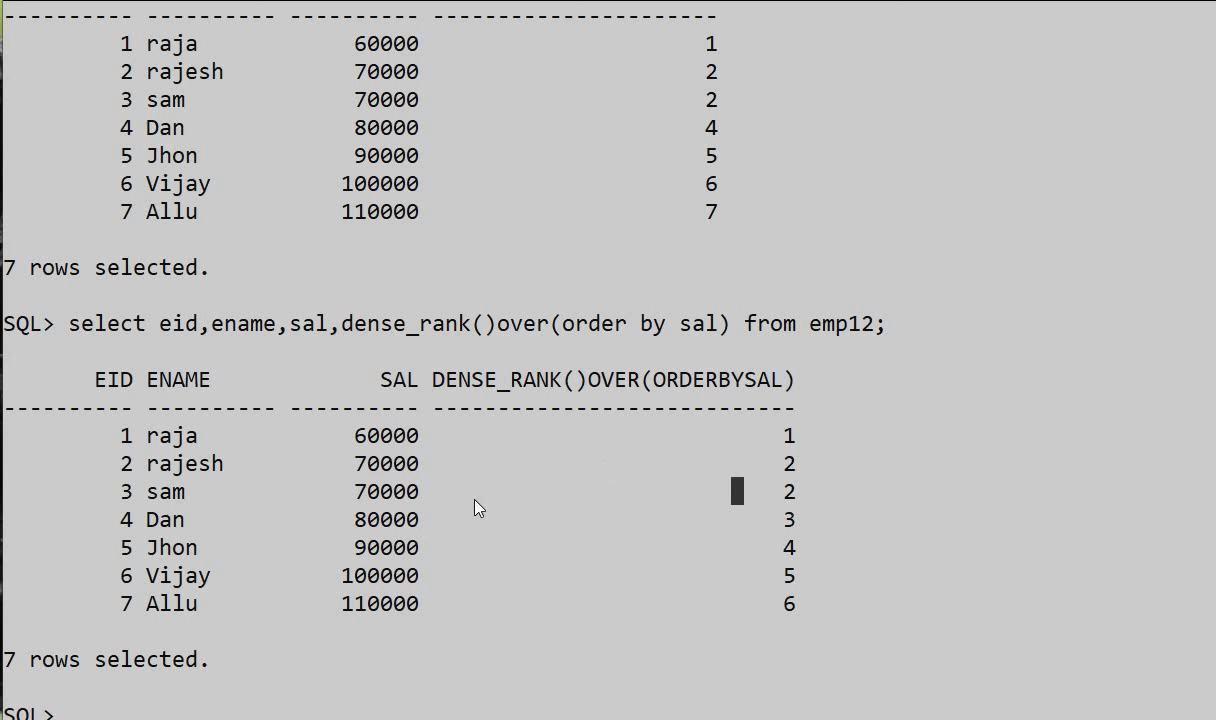 ---------- ---------- ---------- ----------------------
         1 raja            60000                      1
         2 rajesh          70000                      2
         3 sam             70000                      2
         4 Dan             80000                      4
         5 Jhon            90000                      5
         6 Vijay          100000                      6
         7 Allu           110000                      7
7 rows selected.
SQL> select eid,ename,sal,dense_rank()over(order by sal) from emp12;
       EID ENAME             SAL DENSE_RANK()OVER(ORDERBYSAL)
---------- ---------- ---------- ----------------------------
         1 raja            60000                            1
         2 rajesh          70000                            2
         3 sam             70000                            2
         4 Dan             80000                            3
         5 Jhon            90000                            4
         6 Vijay          100000                            5
         7 Allu           110000                            6
7 rows selected.
SQL>